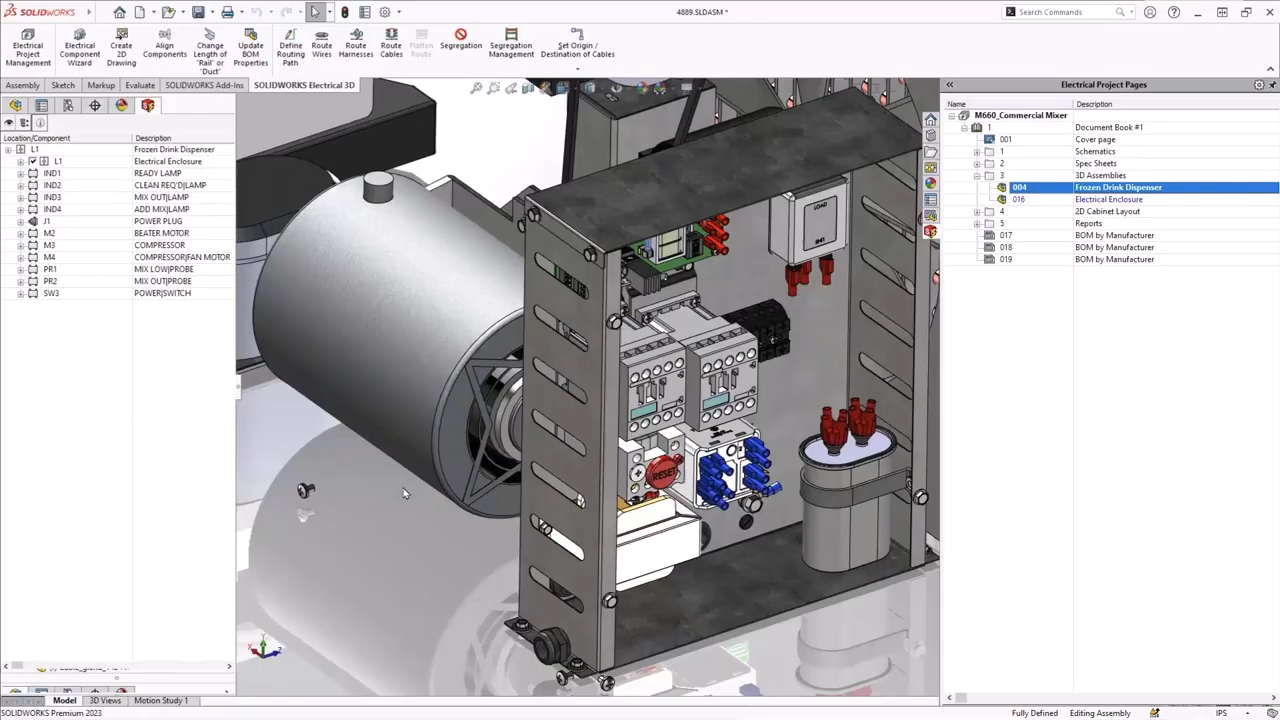 SOLIDWORKS
4889.SLDASM *
Search Commands
Electrical Project Management
Electrical Component Wizard
Create 2D Drawing
Align Components
Change Length of "Rail" or "Duct"
Update BOM Properties
Define Routing Path
Route Wires
Route Harnesses
Route Cables
Flatten Route
Segregation
Segregation Management
Set Origin / Destination of Cables
Assembly Sketch Markup Evaluate SOLIDWORKS Add-Ins SOLIDWORKS Electrical 3D
Location/Component Description
L1 Frozen Drink Dispenser
L1 Electrical Enclosure
IND1 READY LAMP
IND2 CLEAN REQ'D|LAMP
IND3 MIX OUT|LAMP
IND4 ADD MIX|LAMP
J1 POWER PLUG
M2 BEATER MOTOR
M3 COMPRESSOR
M4 COMPRESSOR|FAN MOTOR
PR1 MIX LOW|PROBE
PR2 MIX OUT|PROBE
SW3 POWER|SWITCH
LOAD
RESET
Electrical Project Pages
Name Description
M660_Commercial Mixer
1 Document Book #1
001 Cover page
1 Schematics
2 Spec Sheets
3 3D Assemblies
004 Frozen Drink Dispenser
016 Electrical Enclosure
4 2D Cabinet Layout
5 Reports
017 BOM by Manufacturer
018 BOM by Manufacturer
019 BOM by Manufacturer
Model 3D Views Motion Study 1
SOLIDWORKS Premium 2023
Fully Defined Editing Assembly IPS